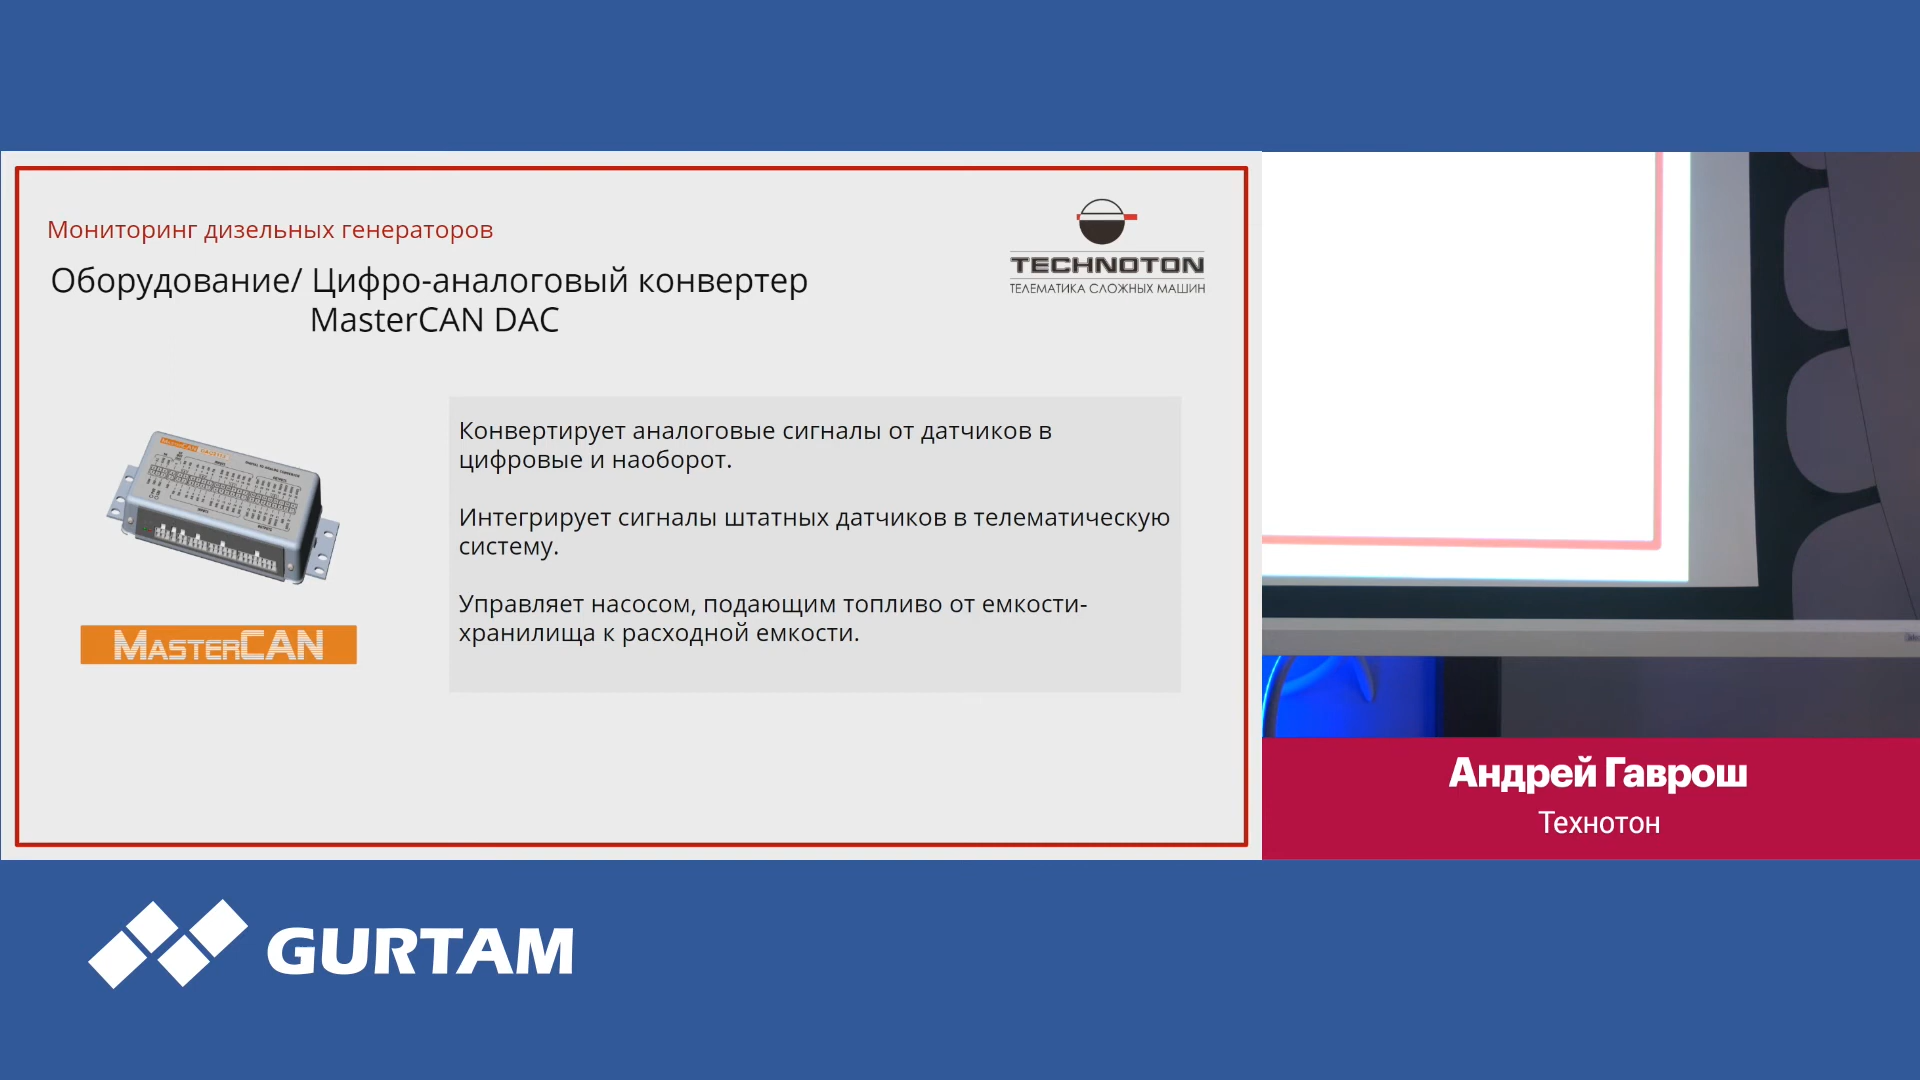 Мониторинг дизельных генераторов
Оборудование/ Цифро-аналоговый конвертер
MasterCAN DAC
TECHNOTON
ТЕЛЕМАТИКА СЛОЖНЫХ МАШИН
Конвертирует аналоговые сигналы от датчиков в
цифровые и наоборот.
Интегрирует сигналы штатных датчиков в телематическую
систему.
Управляет насосом, подающим топливо от емкости-
хранилища к расходной емкости.
MASTERCAN
Андрей Гаврош
Технотон
GURTAM